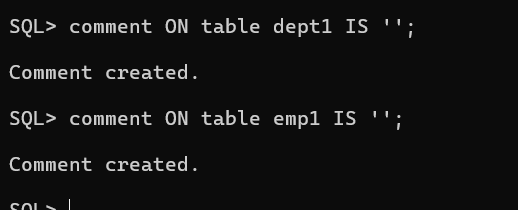 SQL> comment ON table dept1 IS '';
Comment created.
SQL> comment ON table emp1 IS '';
Comment created.
SQL>